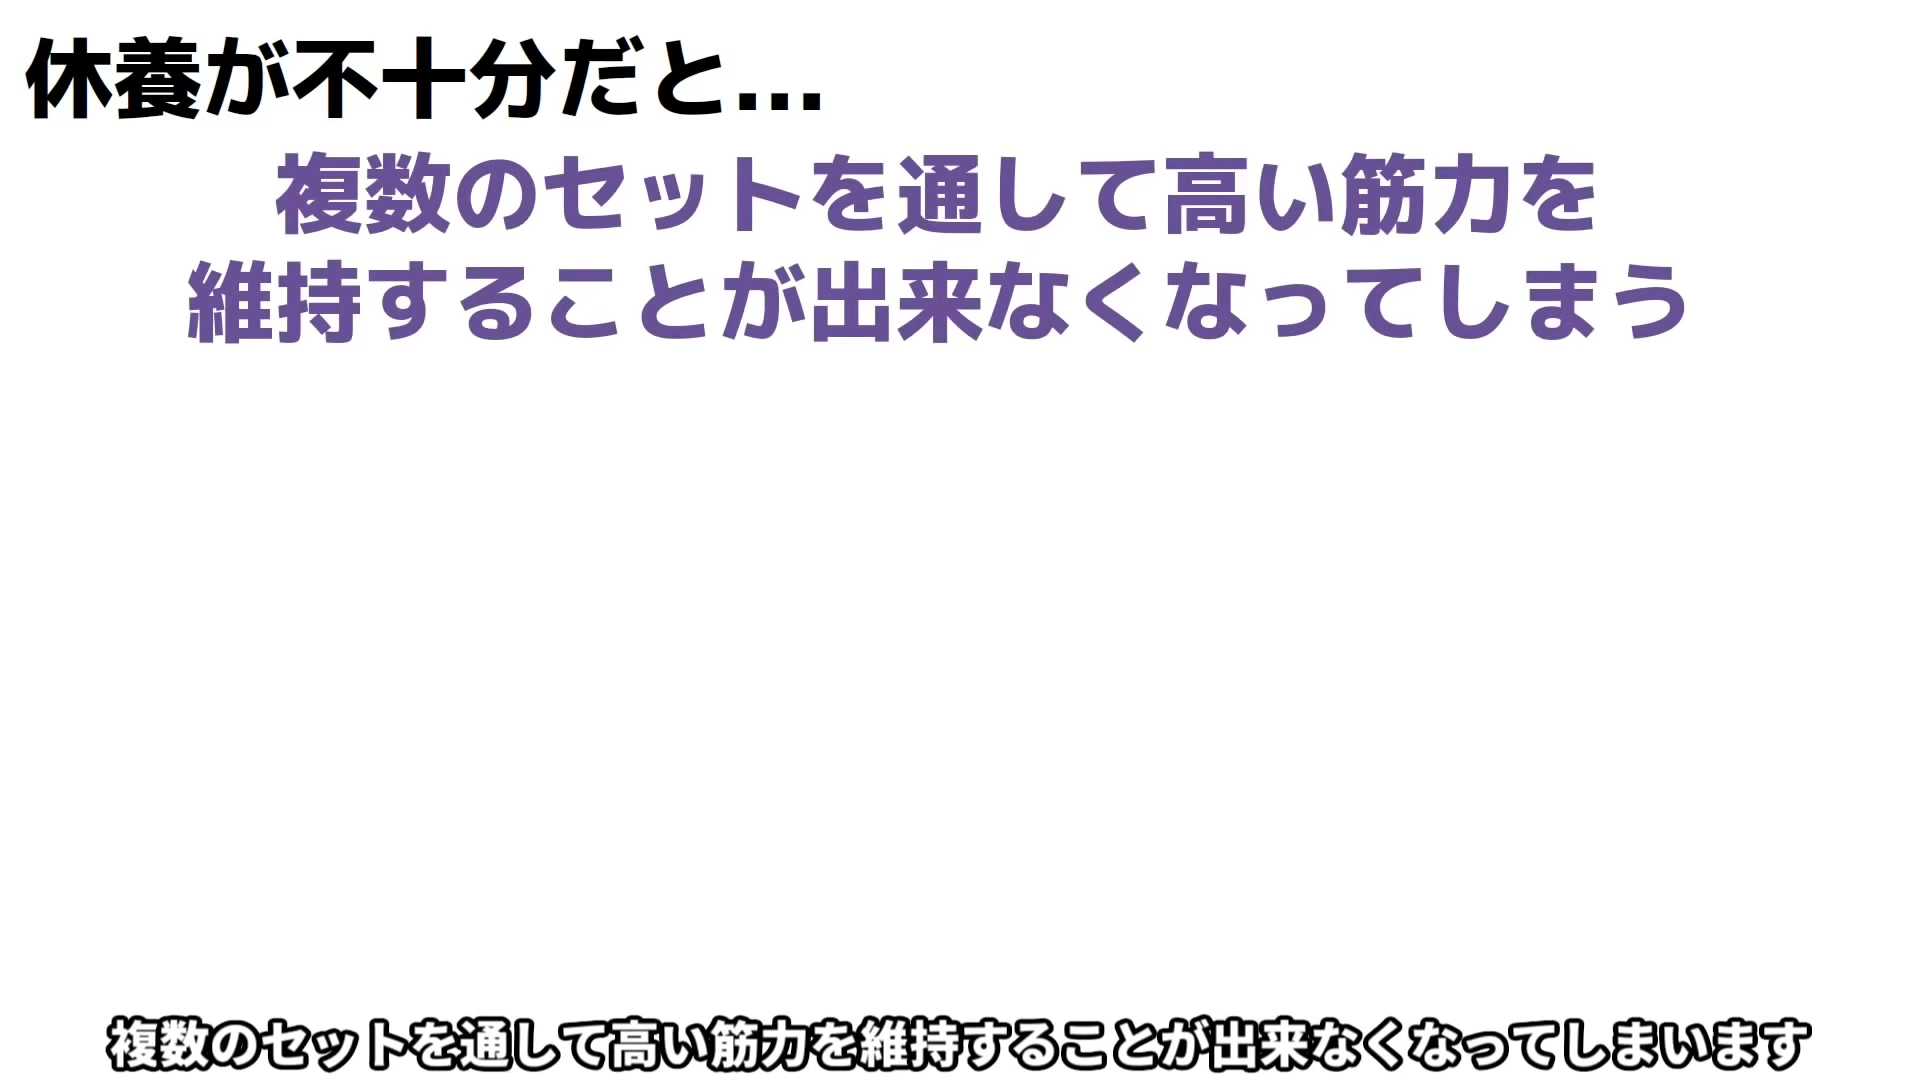 休養が不十分だと...
複数のセットを通して高い筋力を
維持することが出来なくなってしまう
複数のセットを通して高い筋力を維持することが出来なくなってしまいます